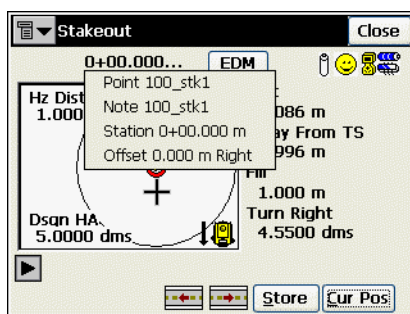 Stakeout
Close
0+00.000...
EDM
Point 100_stk1
Note 100_stk1
Station 0+00.000 m
Offset 0.000 m Right
Hz Dist
1.000
086 m
From TS
996 m
1.000 m
Turn Right
4.5500 dms
Dsgn HA
5.0000 dms
Store
Cur Pos